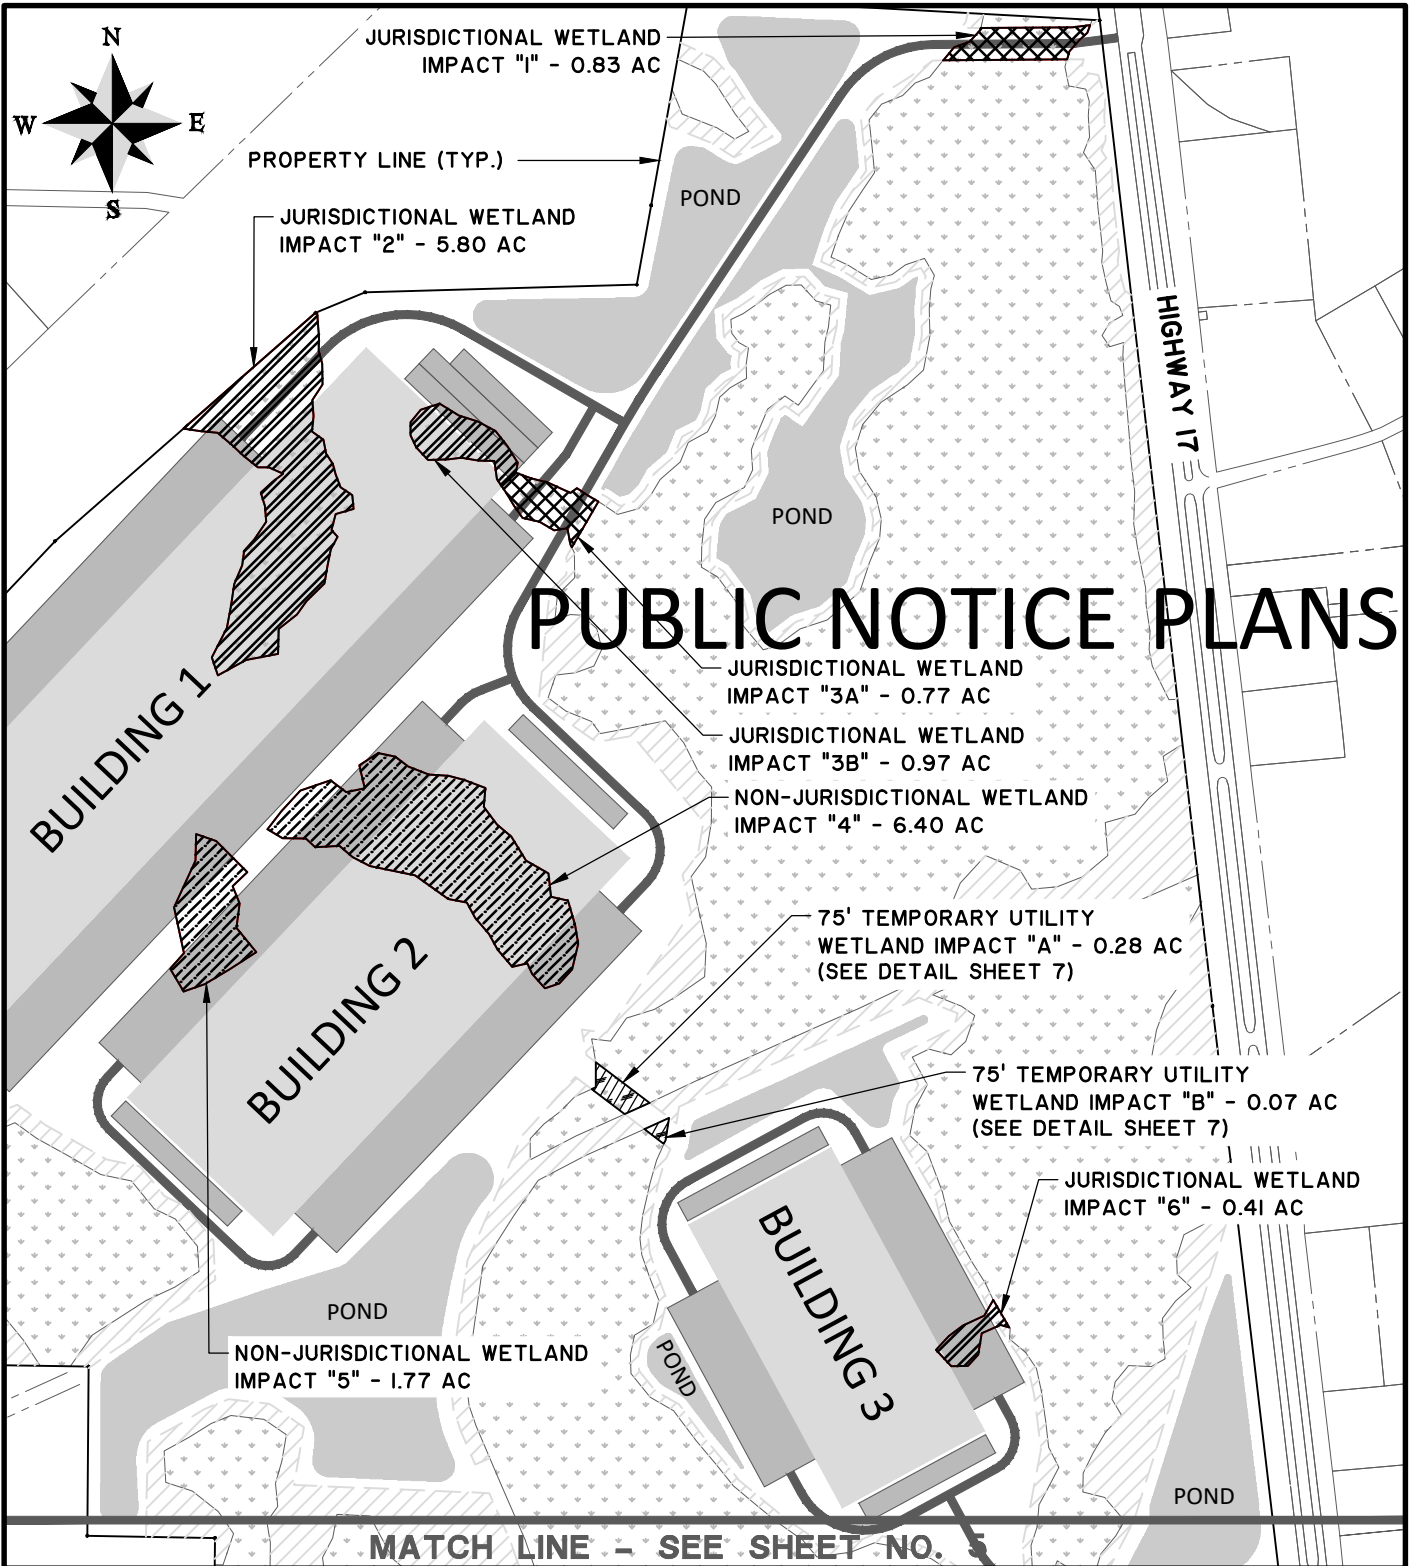 N
W
E
S
JURISDICTIONAL WETLAND
IMPACT "1" - 0.83 AC
PROPERTY LINE (TYP.)
JURISDICTIONAL WETLAND
IMPACT "2" - 5.80 AC
POND
HIGHWAY 17
POND
PUBLIC NOTICE PLANS
JURISDICTIONAL WETLAND
IMPACT "3A" - 0.77 AC
JURISDICTIONAL WETLAND
IMPACT "3B" - 0.97 AC
NON-JURISDICTIONAL WETLAND
IMPACT "4" - 6.40 AC
BUILDING 1
75' TEMPORARY UTILITY
WETLAND IMPACT "A" - 0.28 AC
(SEE DETAIL SHEET 7)
BUILDING 2
75' TEMPORARY UTILITY
WETLAND IMPACT "B" - 0.07 AC
(SEE DETAIL SHEET 7)
JURISDICTIONAL WETLAND
IMPACT "6" - 0.41 AC
BUILDING 3
POND
NON-JURISDICTIONAL WETLAND
IMPACT "5" - 1.77 AC
POND
POND
MATCH LINE - SEE SHEET NO. 5